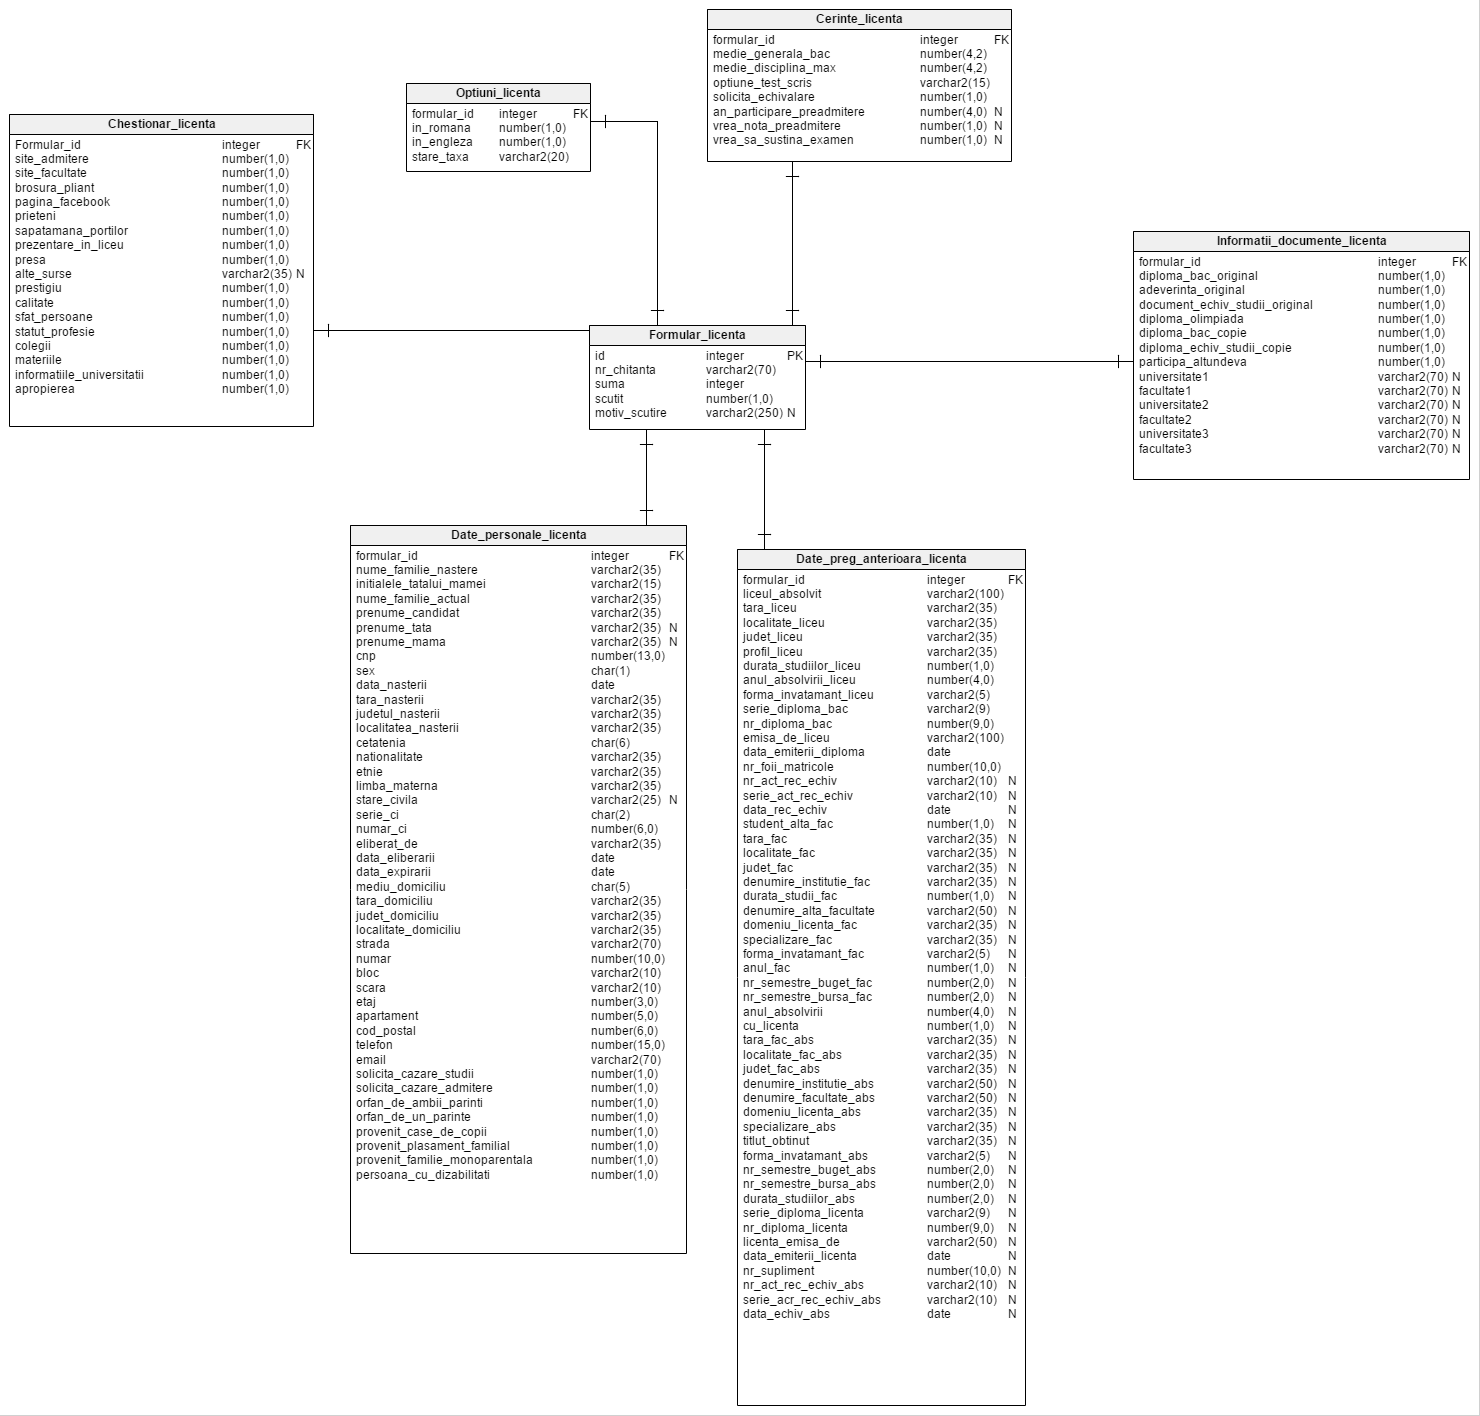 Cerinte_licenta
formular_id integer FK
medie_generala_bac number(4,2)
medie_disciplina_max number(4,2)
optiune_test_scris varchar2(15)
solicita_echivalare number(1,0)
an_participare_preadmitere number(4,0) N
vrea_nota_preadmitere number(1,0) N
vrea_sa_sustina_examen number(1,0) N
Optiuni_licenta
formular_id integer FK
in_romana number(1,0)
in_engleza number(1,0)
stare_taxa varchar2(20)
Chestionar_licenta
Formular_id integer FK
site_admitere number(1,0)
site_facultate number(1,0)
brosura_pliant number(1,0)
pagina_facebook number(1,0)
prieteni number(1,0)
sapatamana_portilor number(1,0)
prezentare_in_liceu number(1,0)
presa number(1,0)
alte_surse varchar2(35) N
prestigiu number(1,0)
calitate number(1,0)
sfat_persoane number(1,0)
statut_profesie number(1,0)
colegii number(1,0)
materiile number(1,0)
informatiile_universitatii number(1,0)
apropierea number(1,0)
Informatii_documente_licenta
formular_id integer FK
diploma_bac_original number(1,0)
adeverinta_original number(1,0)
document_echiv_studii_original number(1,0)
diploma_olimpiada number(1,0)
diploma_bac_copie number(1,0)
diploma_echiv_studii_copie number(1,0)
participa_altundeva number(1,0)
universitate1 varchar2(70) N
facultate1 varchar2(70) N
universitate2 varchar2(70) N
facultate2 varchar2(70) N
universitate3 varchar2(70) N
facultate3 varchar2(70) N
Formular_licenta
id integer PK
nr_chitanta varchar2(70)
suma integer
scutit number(1,0)
motiv_scutire varchar2(250) N
Date_personale_licenta
formular_id integer FK
nume_familie_nastere varchar2(35)
initialele_tatalui_mamei varchar2(15)
nume_familie_actual varchar2(35)
prenume_candidat varchar2(35)
prenume_tata varchar2(35) N
prenume_mama varchar2(35) N
cnp number(13,0)
sex char(1)
data_nasterii date
tara_nasterii varchar2(35)
judetul_nasterii varchar2(35)
localitatea_nasterii varchar2(35)
cetatenia char(6)
nationalitate varchar2(35)
etnie varchar2(35)
limba_materna varchar2(35)
stare_civila varchar2(25) N
serie_ci char(2)
numar_ci number(6,0)
eliberat_de varchar2(35)
data_eliberarii date
data_expirarii date
mediu_domiciliu char(5)
tara_domiciliu varchar2(35)
judet_domiciliu varchar2(35)
localitate_domiciliu varchar2(35)
strada varchar2(70)
numar number(10,0)
bloc varchar2(10)
scara varchar2(10)
etaj number(3,0)
apartament number(5,0)
cod_postal number(6,0)
telefon number(15,0)
email varchar2(70)
solicita_cazare_studii number(1,0)
solicita_cazare_admitere number(1,0)
orfan_de_ambii_parinti number(1,0)
orfan_de_un_parinte number(1,0)
provenit_case_de_copii number(1,0)
provenit_plasament_familial number(1,0)
provenit_familie_monoparentala number(1,0)
persoana_cu_dizabilitati number(1,0)
Date_preg_anterioara_licenta
formular_id integer FK
liceul_absolvit varchar2(100)
tara_liceu varchar2(35)
localitate_liceu varchar2(35)
judet_liceu varchar2(35)
profil_liceu varchar2(35)
durata_studiilor_liceu number(1,0)
anul_absolvirii_liceu number(4,0)
forma_invatamant_liceu varchar2(5)
serie_diploma_bac varchar2(9)
nr_diploma_bac number(9,0)
emisa_de_liceu varchar2(100)
data_emiterii_diploma date
nr_foii_matricole number(10,0)
nr_act_rec_echiv varchar2(10) N
serie_act_rec_echiv varchar2(10) N
data_rec_echiv date N
student_alta_fac number(1,0) N
tara_fac varchar2(35) N
localitate_fac varchar2(35) N
judet_fac varchar2(35) N
denumire_institutie_fac varchar2(35) N
durata_studii_fac number(1,0) N
denumire_alta_facultate varchar2(50) N
domeniu_licenta_fac varchar2(35) N
specializare_fac varchar2(35) N
forma_invatamant_fac varchar2(5) N
anul_fac number(1,0) N
nr_semestre_buget_fac number(2,0) N
nr_semestre_bursa_fac number(2,0) N
anul_absolvirii number(4,0) N
cu_licenta number(1,0) N
tara_fac_abs varchar2(35) N
localitate_fac_abs varchar2(35) N
judet_fac_abs varchar2(35) N
denumire_institutie_abs varchar2(50) N
denumire_facultate_abs varchar2(50) N
domeniu_licenta_abs varchar2(35) N
specializare_abs varchar2(35) N
titlut_obtinut varchar2(35) N
forma_invatamant_abs varchar2(5) N
nr_semestre_buget_abs number(2,0) N
nr_semestre_bursa_abs number(2,0) N
durata_studiilor_abs number(2,0) N
serie_diploma_licenta varchar2(9) N
nr_diploma_licenta number(9,0) N
licenta_emisa_de varchar2(50) N
data_emiterii_licenta date N
nr_supliment number(10,0) N
nr_act_rec_echiv_abs varchar2(10) N
serie_acr_rec_echiv_abs varchar2(10) N
data_echiv_abs date N